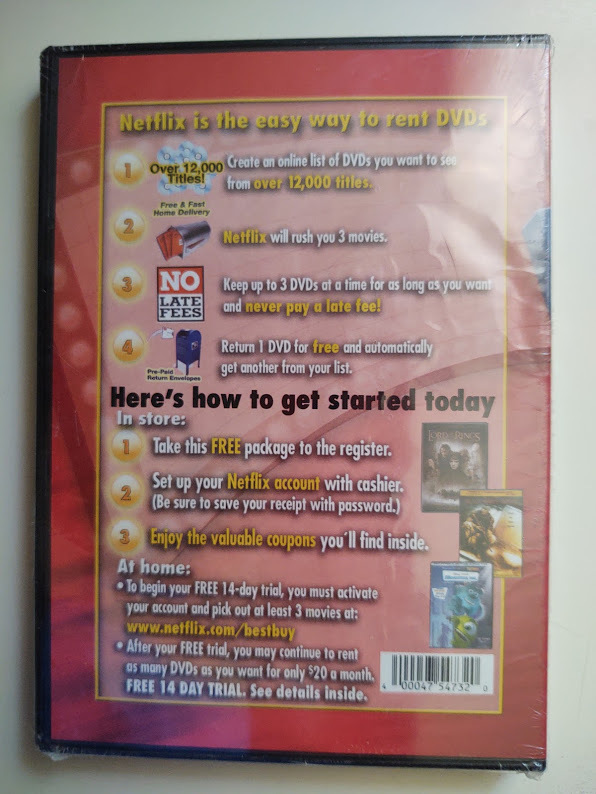 Netflix is the easy way to rent DVDs
1
Over 12,000
Titles!
Create an online list of DVDs you want to see
from over 12,000 titles.
Free & Fast
Home Delivery
2
Netflix will rush you 3 movies.
3
NO
LATE
FEES
Keep up to 3 DVDs at a time for as long as you want
and never pay a late fee!
4
Pre-Paid
Return Envelopes
Return 1 DVD for free and automatically
get another from your list.
Here's how to get started today
In store:
1 Take this FREE package to the register.
2 Set up your Netflix account with cashier.
(Be sure to save your receipt with password.)
3 Enjoy the valuable coupons you'll find inside.
LORD OF THE RINGS
At home:
• To begin your FREE 14-day trial, you must activate
your account and pick out at least 3 movies at:
www.netflix.com/bestbuy
• After your FREE trial, you may continue to rent
as many DVDs as you want for only $20 a month.
FREE 14 DAY TRIAL. See details inside.
4 00047 54732 0